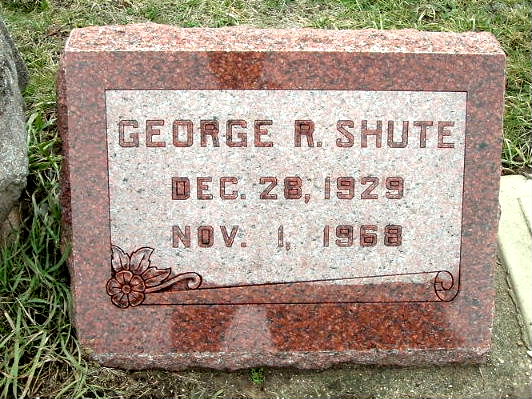 GEORGE R. SHUTE
DEC. 28, 1929
NOV. 1, 1968